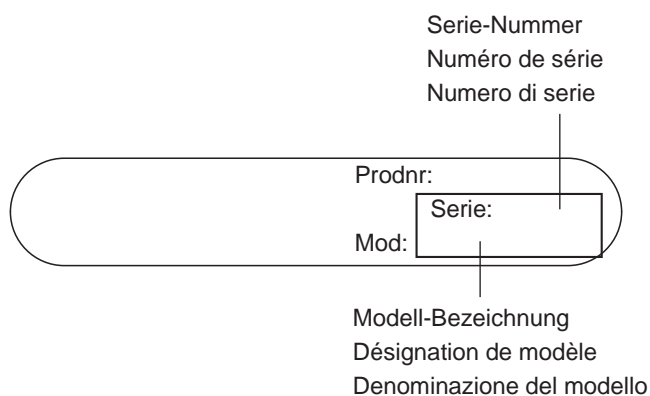 Serie-Nummer
Numéro de série
Numero di serie
Prodnr:
Serie:
Mod:
Modell-Bezeichnung
Désignation de modèle
Denominazione del modello